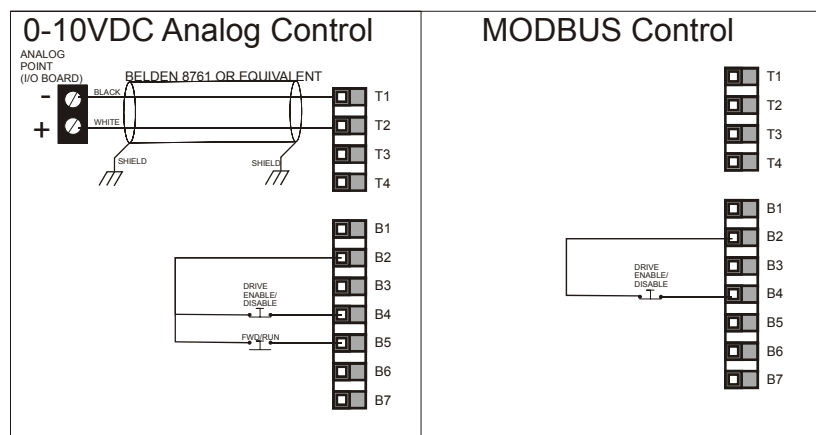 0-10VDC Analog Control
ANALOG
POINT
(I/O BOARD)
BELDEN 8761 OR EQUIVALENT
-
BLACK
+
WHITE
SHIELD
SHIELD
T1
T2
T3
T4
B1
B2
B3
B4
B5
B6
B7
DRIVE
ENABLE/
DISABLE
FWD/RUN
MODBUS Control
T1
T2
T3
T4
B1
B2
B3
B4
B5
B6
B7
DRIVE
ENABLE/
DISABLE